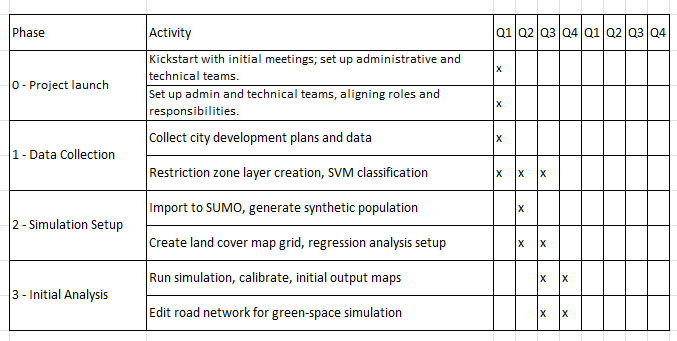 Phase Activity Q1 Q2 Q3 Q4 Q1 Q2 Q3 Q4
0 - Project launch
Kickstart with initial meetings; set up administrative and
technical teams.
x
Set up admin and technical teams, aligning roles and
responsibilities.
x
1 - Data Collection
Collect city development plans and data x
Restriction zone layer creation, SVM classification x x x
2 - Simulation Setup
Import to SUMO, generate synthetic population x
Create land cover map grid, regression analysis setup x x
3 - Initial Analysis
Run simulation, calibrate, initial output maps x x
Edit road network for green-space simulation x x